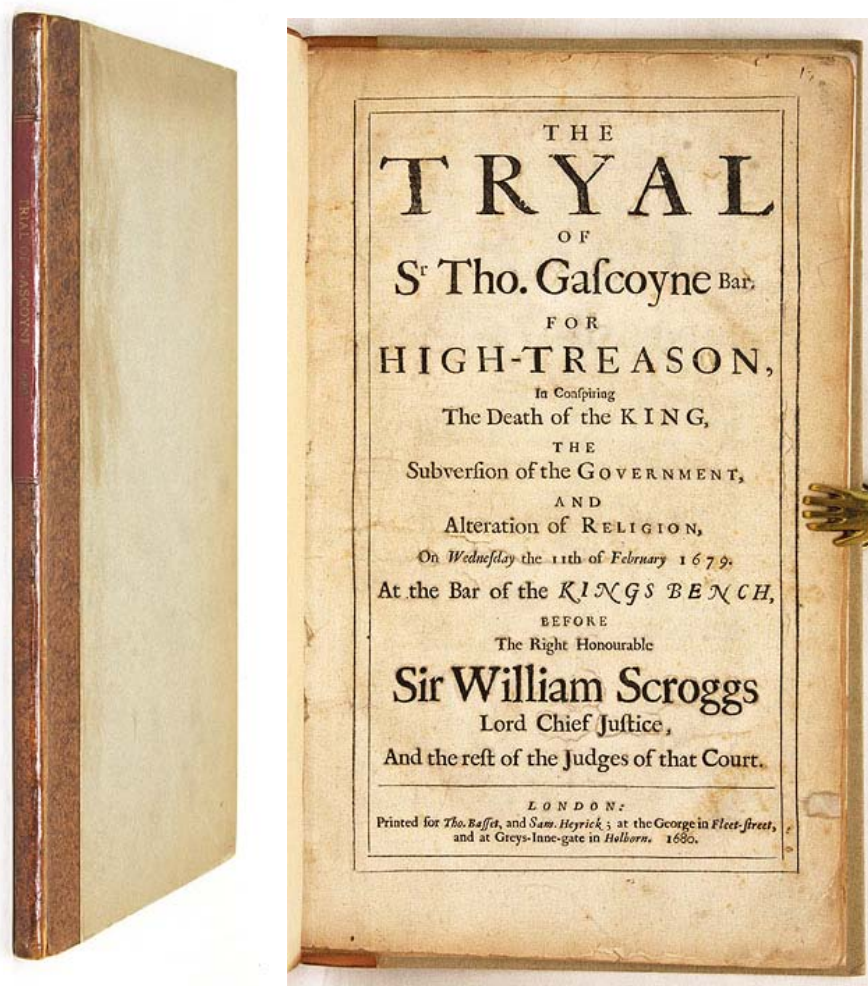 TRIAL OF GASCOYNE
THE
TRYAL
OF
Sr Tho. Gaſcoyne Bar.
FOR
HIGH-TREASON,
In Conſpiring
The Death of the KING,
THE
Subverſion of the GOVERNMENT,
AND
Alteration of RELIGION,
On Wedneſday the 11th of February 1679.
At the Bar of the KINGS BENCH,
BEFORE
The Right Honourable
Sir William Scroggs
Lord Chief Juſtice,
And the reſt of the Judges of that Court.
LONDON:
Printed for Tho. Baſſet, and Sam. Heyrick; at the George in Fleet-ſtreet,
and at Greys-Inne-gate in Holborn. 1680.